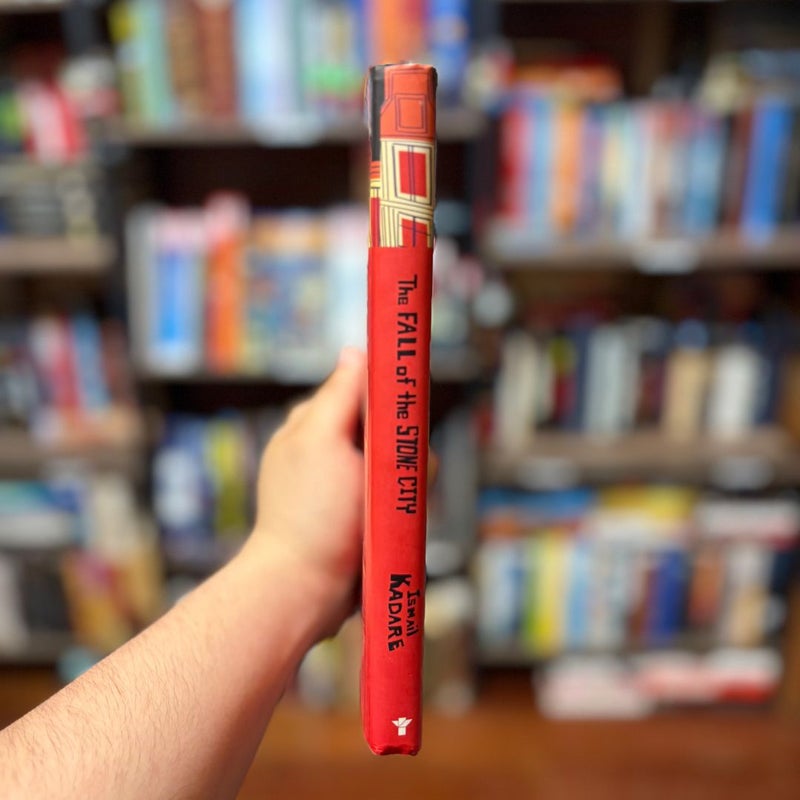 The FALL of the STONE CITY
Ismail
KADARE